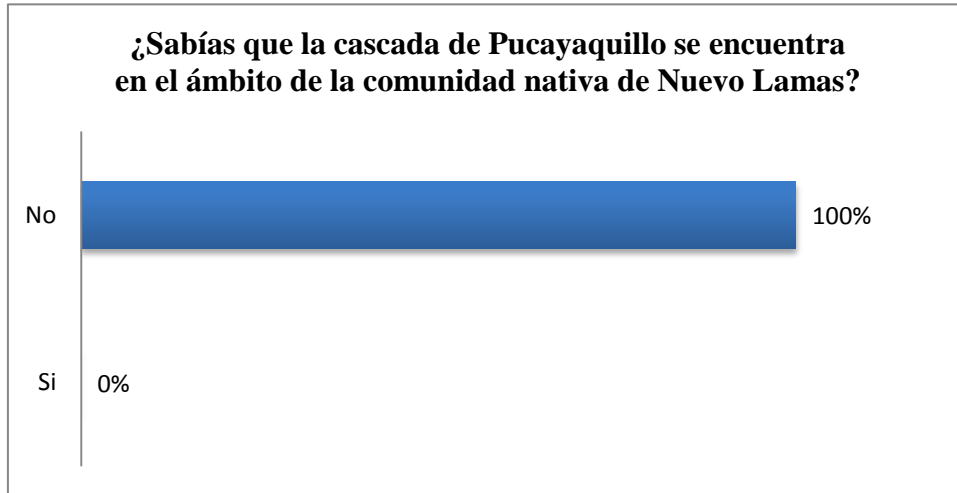 ¿Sabías que la cascada de Pucayaquillo se encuentra
en el ámbito de la comunidad nativa de Nuevo Lamas?
No
100%
Si
0%